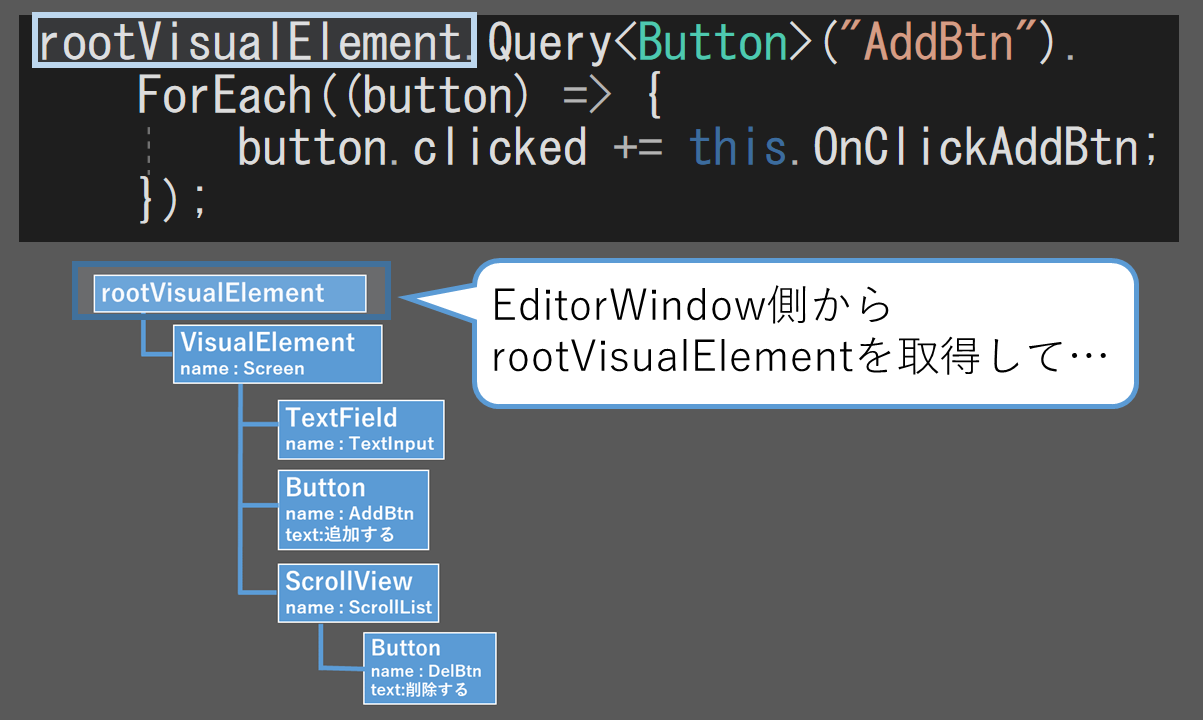 rootVisualElement.Query<Button>("AddBtn").
ForEach((button) => {
button.clicked += this.OnClickAddBtn;
});
rootVisualElement
EditorWindow側から
rootVisualElementを取得して…
VisualElement
name : Screen
TextField
name : TextInput
Button
name : AddBtn
text:追加する
ScrollView
name : ScrollList
Button
name : DelBtn
text:削除する